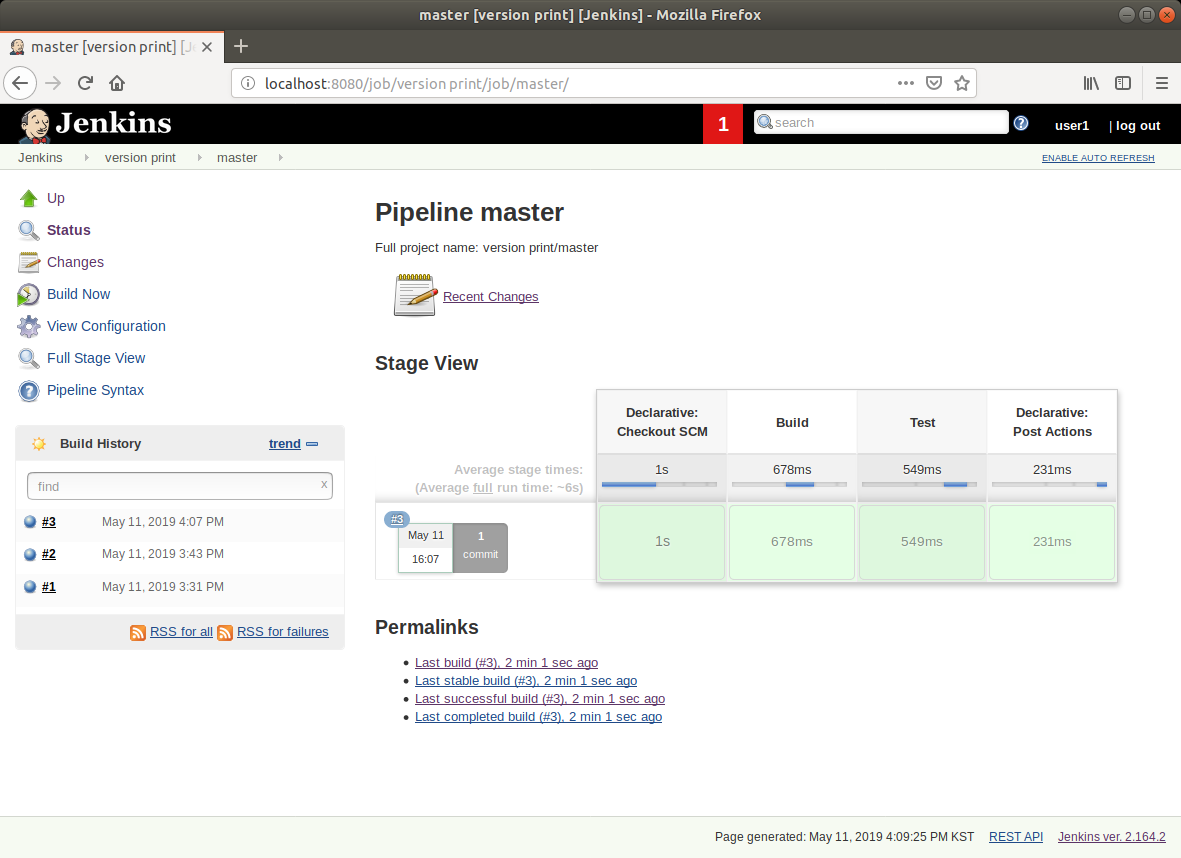 master [version print] [Jenkins] - Mozilla Firefox
master [version print] [J
localhost:8080/job/version print/job/master/
Jenkins
1
search
user1
| log out
Jenkins
version print
master
ENABLE AUTO REFRESH
Up
Status
Changes
Build Now
View Configuration
Full Stage View
Pipeline Syntax
Build History
trend
find
x
#3 May 11, 2019 4:07 PM
#2 May 11, 2019 3:43 PM
#1 May 11, 2019 3:31 PM
RSS for all RSS for failures
Pipeline master
Full project name: version print/master
Recent Changes
Stage View
Declarative:
Checkout SCM
Build
Test
Declarative:
Post Actions
Average stage times:
(Average full run time: ~6s)
1s
678ms
549ms
231ms
#3
May 11
16:07
1
commit
1s
678ms
549ms
231ms
Permalinks
Last build (#3), 2 min 1 sec ago
Last stable build (#3), 2 min 1 sec ago
Last successful build (#3), 2 min 1 sec ago
Last completed build (#3), 2 min 1 sec ago
Page generated: May 11, 2019 4:09:25 PM KST REST API Jenkins ver. 2.164.2